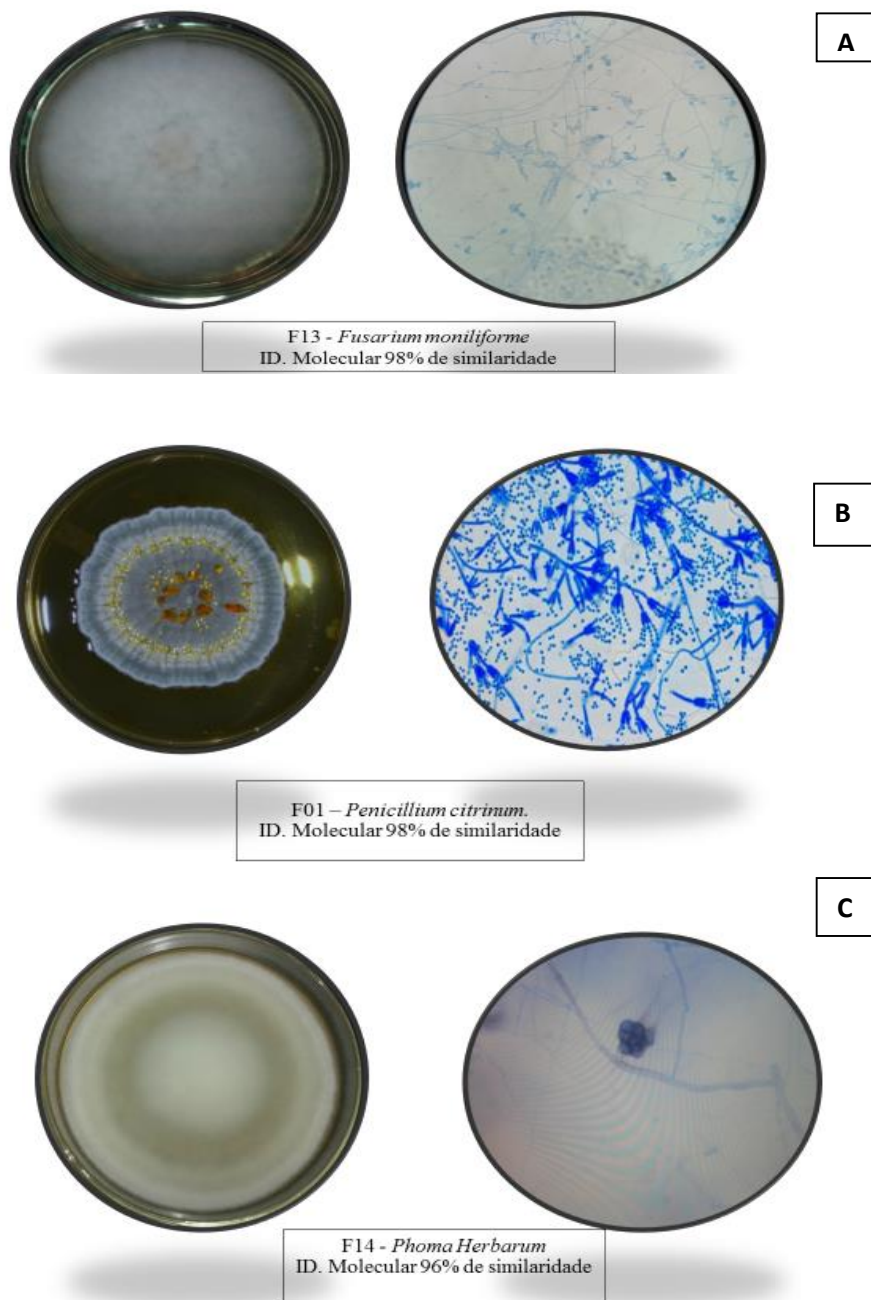 A
F13 - Fusarium moniliforme
ID. Molecular 98% de similaridade
B
F01 – Penicillium citrinum.
ID. Molecular 98% de similaridade
C
F14 - Phoma Herbarum
ID. Molecular 96% de similaridade